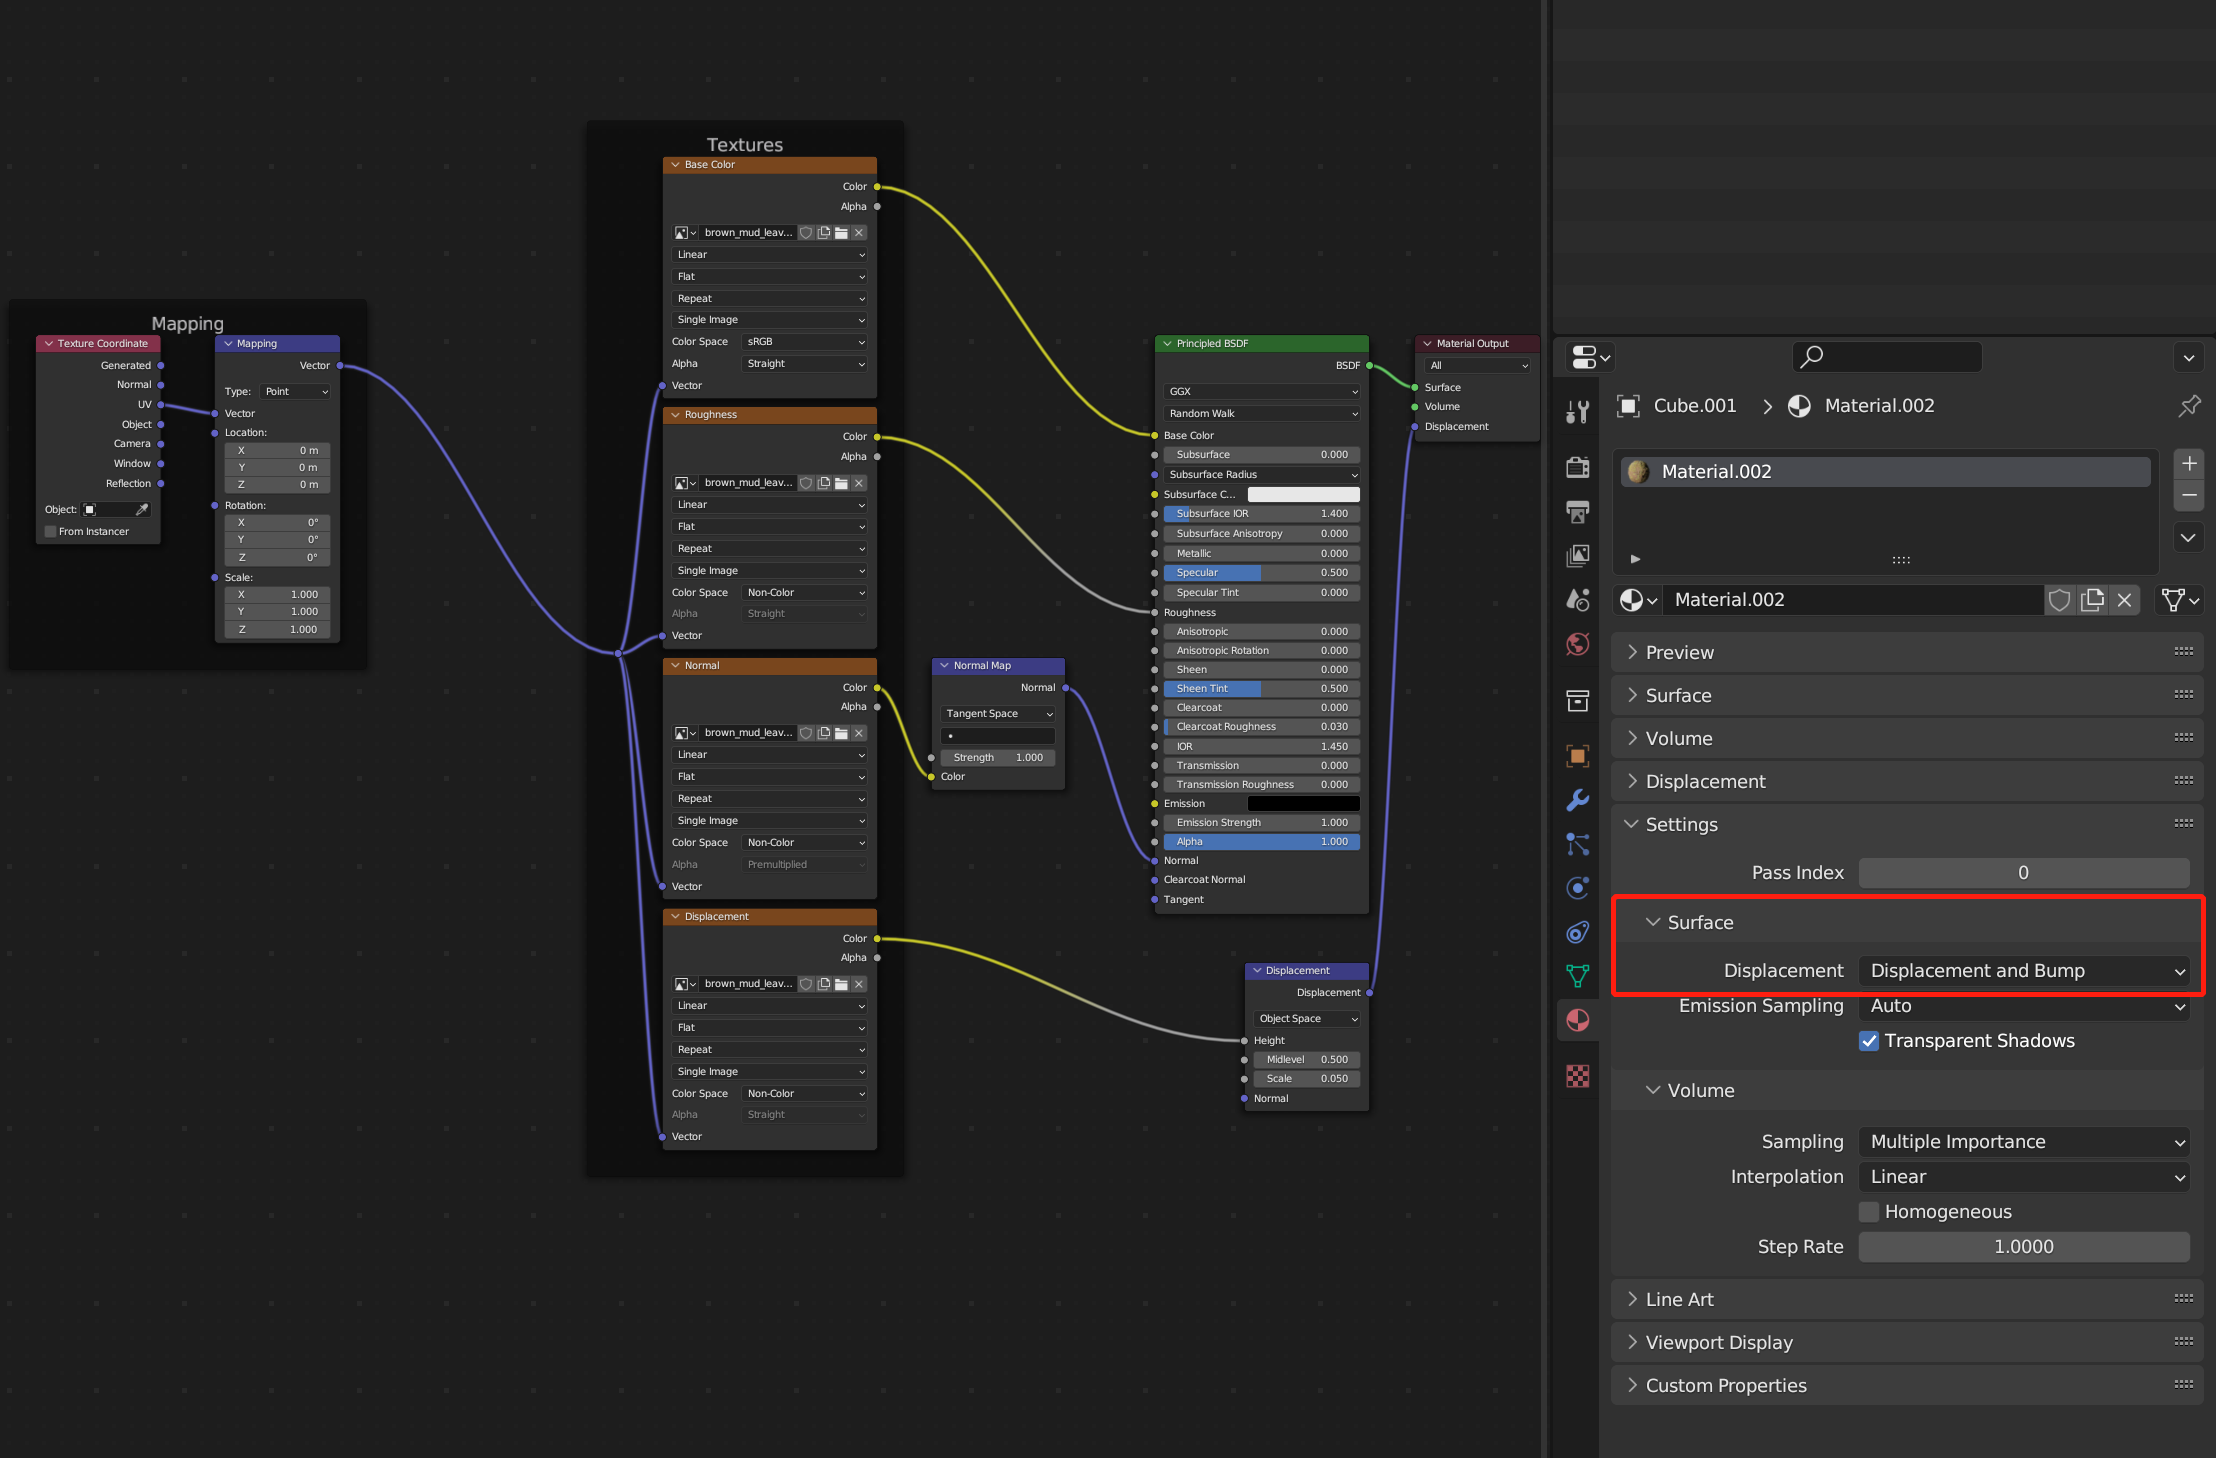 Mapping
Texture Coordinate
Generated
Normal
UV
Object
Camera
Window
Reflection
Object:
From Instancer
Mapping
Vector
Type: Point
Vector
Location:
X 0 m
Y 0 m
Z 0 m
Rotation:
X 0°
Y 0°
Z 0°
Scale:
X 1.000
Y 1.000
Z 1.000
Textures
Base Color
Color
Alpha
brown_mud_leav...
Linear
Flat
Repeat
Single Image
Color Space sRGB
Alpha Straight
Vector
Roughness
Color
Alpha
brown_mud_leav...
Linear
Flat
Repeat
Single Image
Color Space Non-Color
Alpha Straight
Vector
Normal
Color
Alpha
brown_mud_leav...
Linear
Flat
Repeat
Single Image
Color Space Non-Color
Alpha Premultiplied
Vector
Displacement
Color
Alpha
brown_mud_leav...
Linear
Flat
Repeat
Single Image
Color Space Non-Color
Alpha Straight
Vector
Normal Map
Normal
Tangent Space
Strength 1.000
Color
Principled BSDF
BSDF
GGX
Random Walk
Base Color
Subsurface 0.000
Subsurface Radius
Subsurface C...
Subsurface IOR 1.400
Subsurface Anisotropy 0.000
Metallic 0.000
Specular 0.500
Specular Tint 0.000
Roughness
Anisotropic 0.000
Anisotropic Rotation 0.000
Sheen 0.000
Sheen Tint 0.500
Clearcoat 0.000
Clearcoat Roughness 0.030
IOR 1.450
Transmission 0.000
Transmission Roughness 0.000
Emission
Emission Strength 1.000
Alpha 1.000
Normal
Clearcoat Normal
Tangent
Displacement
Displacement
Object Space
Height
Midlevel 0.500
Scale 0.050
Normal
Material Output
All
Surface
Volume
Displacement
Cube.001 > Material.002
Material.002
Material.002
Preview
Surface
Volume
Displacement
Settings
Pass Index 0
Surface
Displacement Displacement and Bump
Emission Sampling Auto
Transparent Shadows
Volume
Sampling Multiple Importance
Interpolation Linear
Homogeneous
Step Rate 1.0000
Line Art
Viewport Display
Custom Properties